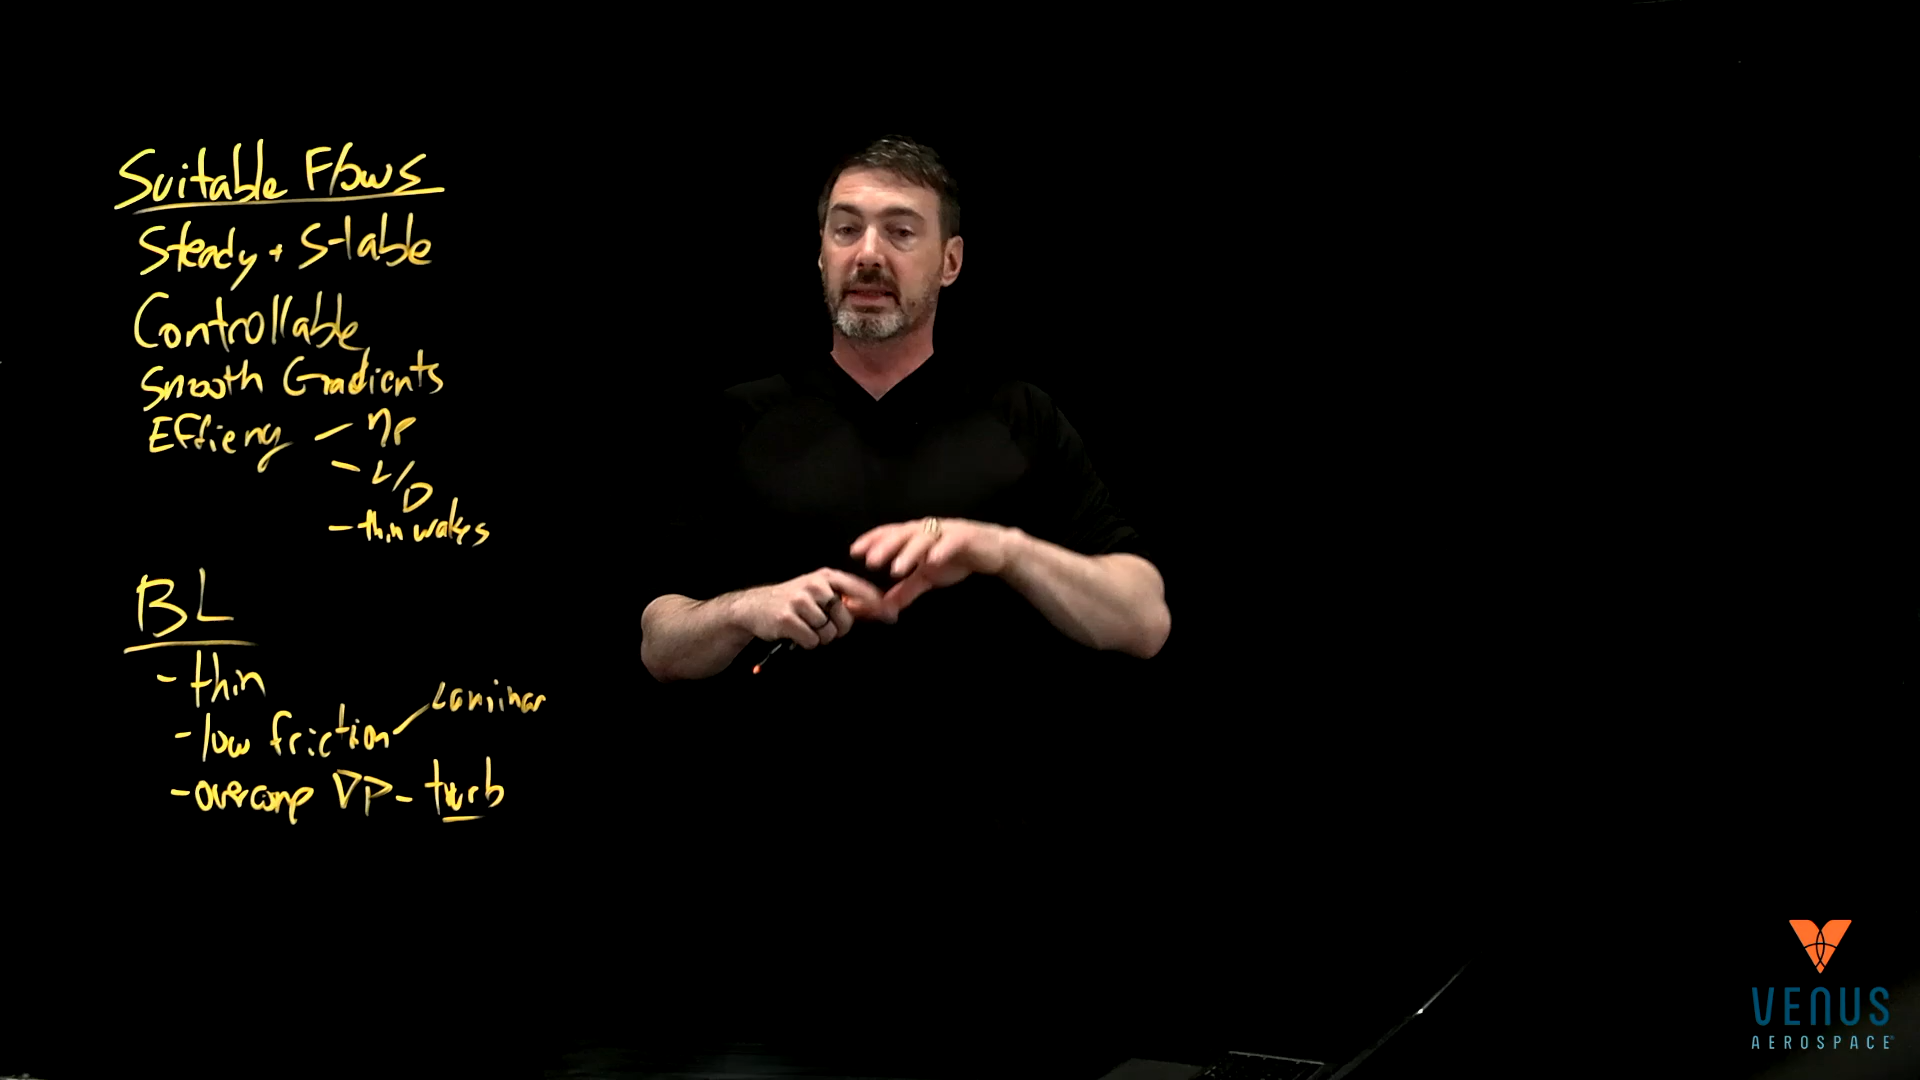 Suitable Flows
Steady + Stable
Controllable
Smooth Gradients
Effieny - ηp
- L/D
- thin wakes
BL
- thin
- low friction - Laminar
- overcome ∇P - turb
VENUS
AEROSPACE